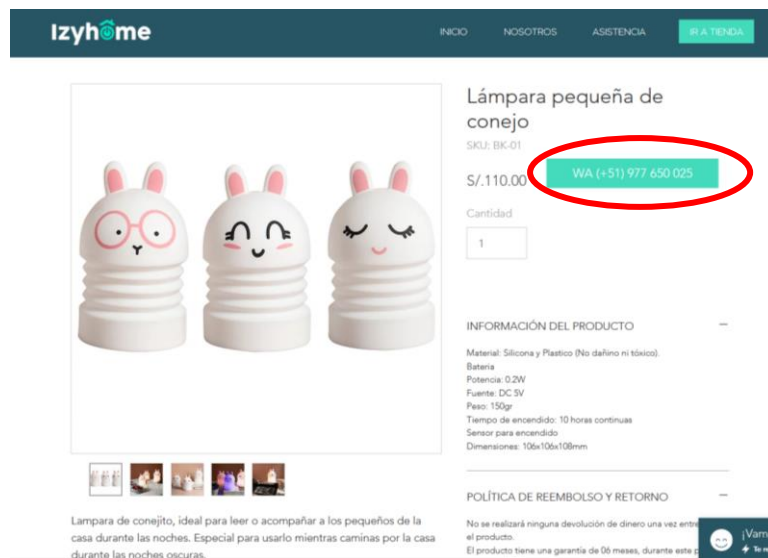 Izyhome
INICIO NOSOTROS ASISTENCIA IR A TIENDA
Lámpara pequeña de
conejo
SKU: BK-01
S/.110.00
WA (+51) 977 650 025
Cantidad
1
INFORMACIÓN DEL PRODUCTO
Material: Silicona y Plastico (No dañino ni tóxico).
Bateria
Potencia: 0.2W
Fuente: DC 5V
Peso: 150gr
Tiempo de encendido: 10 horas continuas
Sensor para encendido
Dimensiones: 106x106x108mm
POLÍTICA DE REEMBOLSO Y RETORNO
No se realizará ninguna devolución de dinero una vez entre
el producto.
El producto tiene una garantía de 06 meses, durante este p
Lampara de conejito, ideal para leer o acompañar a los pequeños de la
casa durante las noches. Especial para usarlo mientras caminas por la casa
durante las noches oscuras.
¡Vam